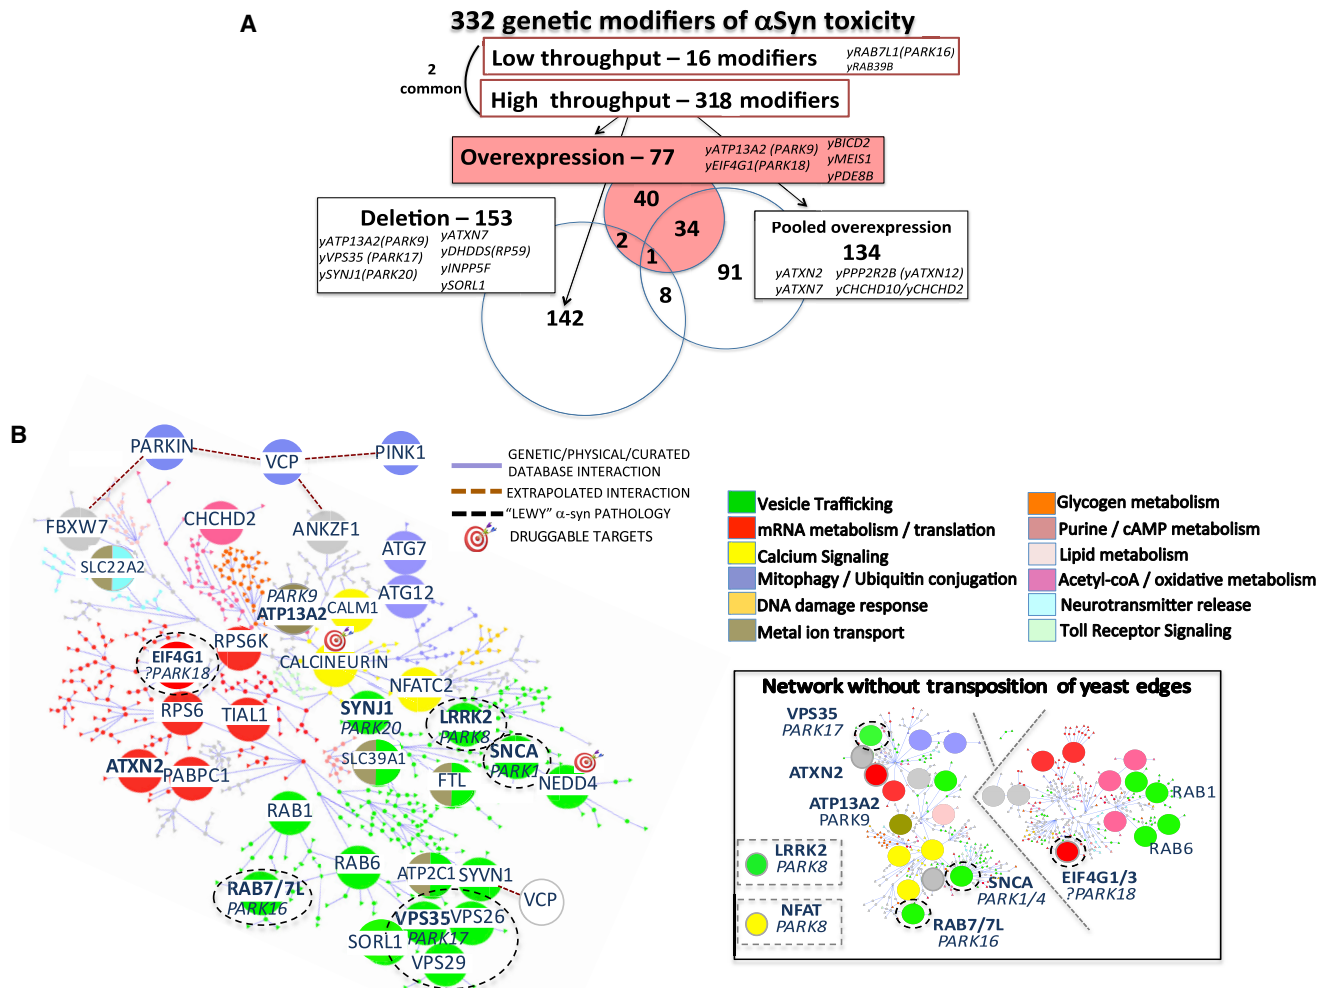 A
332 genetic modifiers of αSyn toxicity
Low throughput – 16 modifiers
yRAB7L1(PARK16)
yRAB39B
2
common
High throughput – 318 modifiers
Overexpression – 77
yATP13A2 (PARK9)
yEIF4G1(PARK18)
yBICD2
yMEIS1
yPDE8B
Deletion – 153
yATP13A2(PARK9)
yVPS35 (PARK17)
ySYNJ1(PARK20)
yATXN7
yDHDDS(RP59)
yINPP5F
ySORL1
40
34
2
1
8
91
142
Pooled overexpression
134
yATXN2
yPPP2R2B (yATXN12)
yATXN7
yCHCHD10/yCHCHD2
B
PARKIN
VCP
PINK1
FBXW7
CHCHD2
ANKZF1
SLC22A2
ATG7
ATG12
PARK9
ATP13A2
CALM1
RPS6K
EIF4G1
?PARK18
CALCINEURIN
NFATC2
RPS6
TIAL1
SYNJ1
PARK20
LRRK2
PARK8
SNCA
PARK1
SLC39A1
ATXN2
PABPC1
FTL
NEDD4
RAB1
RAB6
RAB7/7L
PARK16
ATP2C1
SYVN1
VCP
VPS35
PARK17
VPS26
SORL1
VPS29
GENETIC/PHYSICAL/CURATED
DATABASE INTERACTION
EXTRAPOLATED INTERACTION
“LEWY” α-syn PATHOLOGY
DRUGGABLE TARGETS
Vesicle Trafficking
mRNA metabolism / translation
Calcium Signaling
Mitophagy / Ubiquitin conjugation
DNA damage response
Metal ion transport
Glycogen metabolism
Purine / cAMP metabolism
Lipid metabolism
Acetyl-coA / oxidative metabolism
Neurotransmitter release
Toll Receptor Signaling
Network without transposition of yeast edges
VPS35
PARK17
ATXN2
ATP13A2
PARK9
LRRK2
PARK8
NFAT
PARK8
SNCA
PARK1/4
RAB7/7L
PARK16
RAB1
RAB6
EIF4G1/3
?PARK18